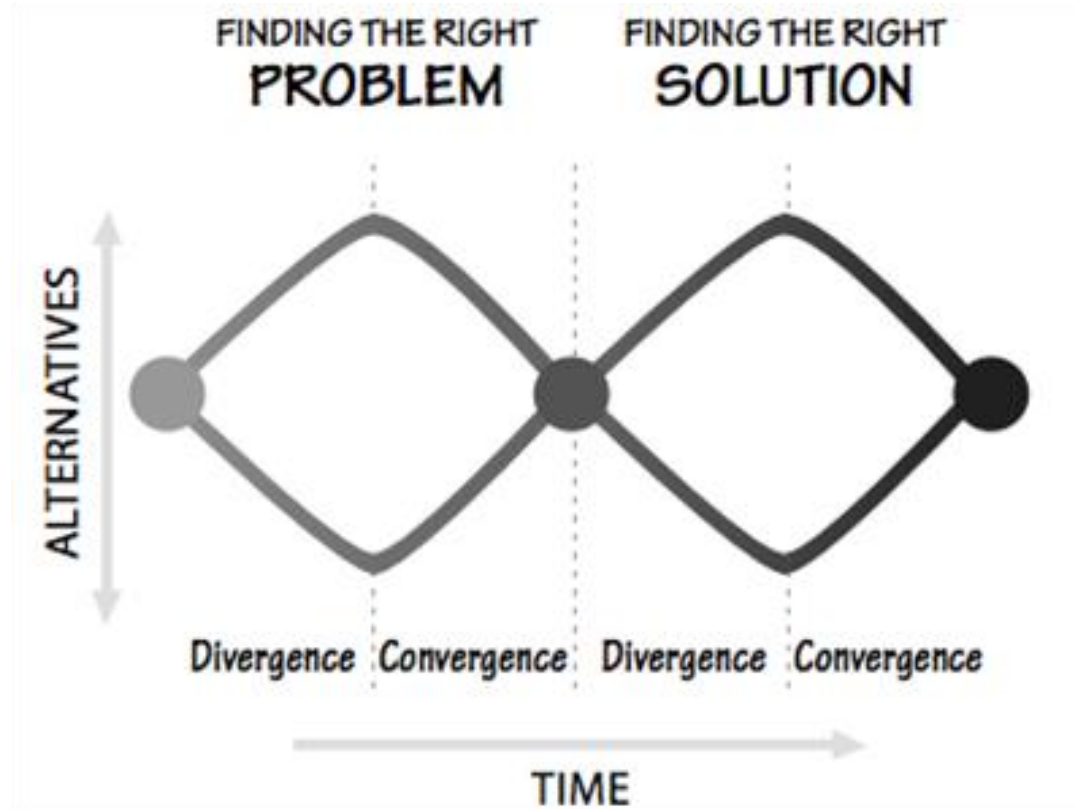 FINDING THE RIGHT
PROBLEM
FINDING THE RIGHT
SOLUTION
ALTERNATIVES
Divergence
Convergence
Divergence
Convergence
TIME